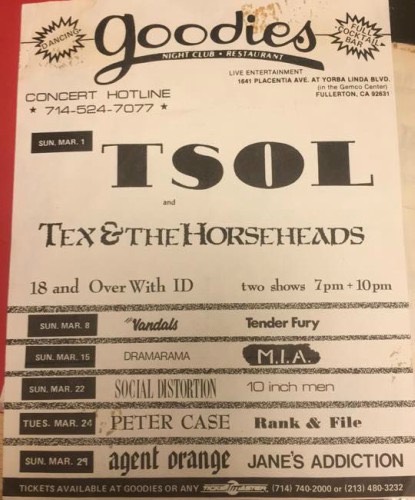 DANCING
goodies
FULL COCKTAIL BAR
NIGHT CLUB • RESTAURANT
LIVE ENTERTAINMENT
1641 PLACENTIA AVE. AT YORBA LINDA BLVD.
(in the Gemco Center)
FULLERTON, CA 92631
CONCERT HOTLINE
★ 714-524-7077 ★
SUN. MAR. 1
TSOL
and
TEX & THE HORSEHEADS
18 and Over With ID two shows 7pm + 10pm
SUN. MAR. 8 the Vandals Tender Fury
SUN. MAR. 15 DRAMARAMA M.I.A.
SUN. MAR. 22 SOCIAL DISTORTION 10 inch men
TUES. MAR. 24 PETER CASE Rank & File
SUN. MAR. 29 agent orange JANE'S ADDICTION
TICKETS AVAILABLE AT GOODIES OR ANY TICKETMASTER (714) 740-2000 or (213) 480-3232